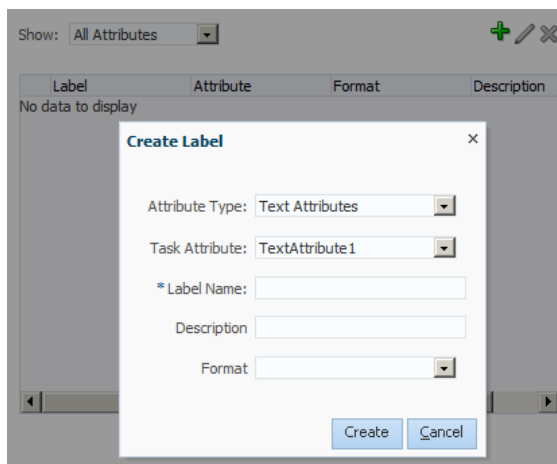 Show: All Attributes
Label Attribute Format Description
No data to display
Create Label
Attribute Type: Text Attributes
Task Attribute: TextAttribute1
* Label Name:
Description
Format
Create Cancel